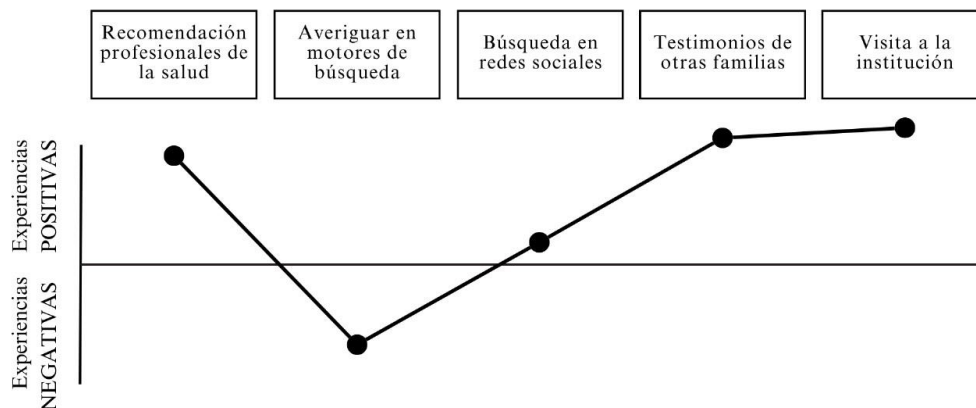 Recomendación
profesionales de
la salud
Averiguar en
motores de
búsqueda
Búsqueda en
redes sociales
Testimonios de
otras familias
Visita a la
institución
Experiencias
POSITIVAS
Experiencias
NEGATIVAS